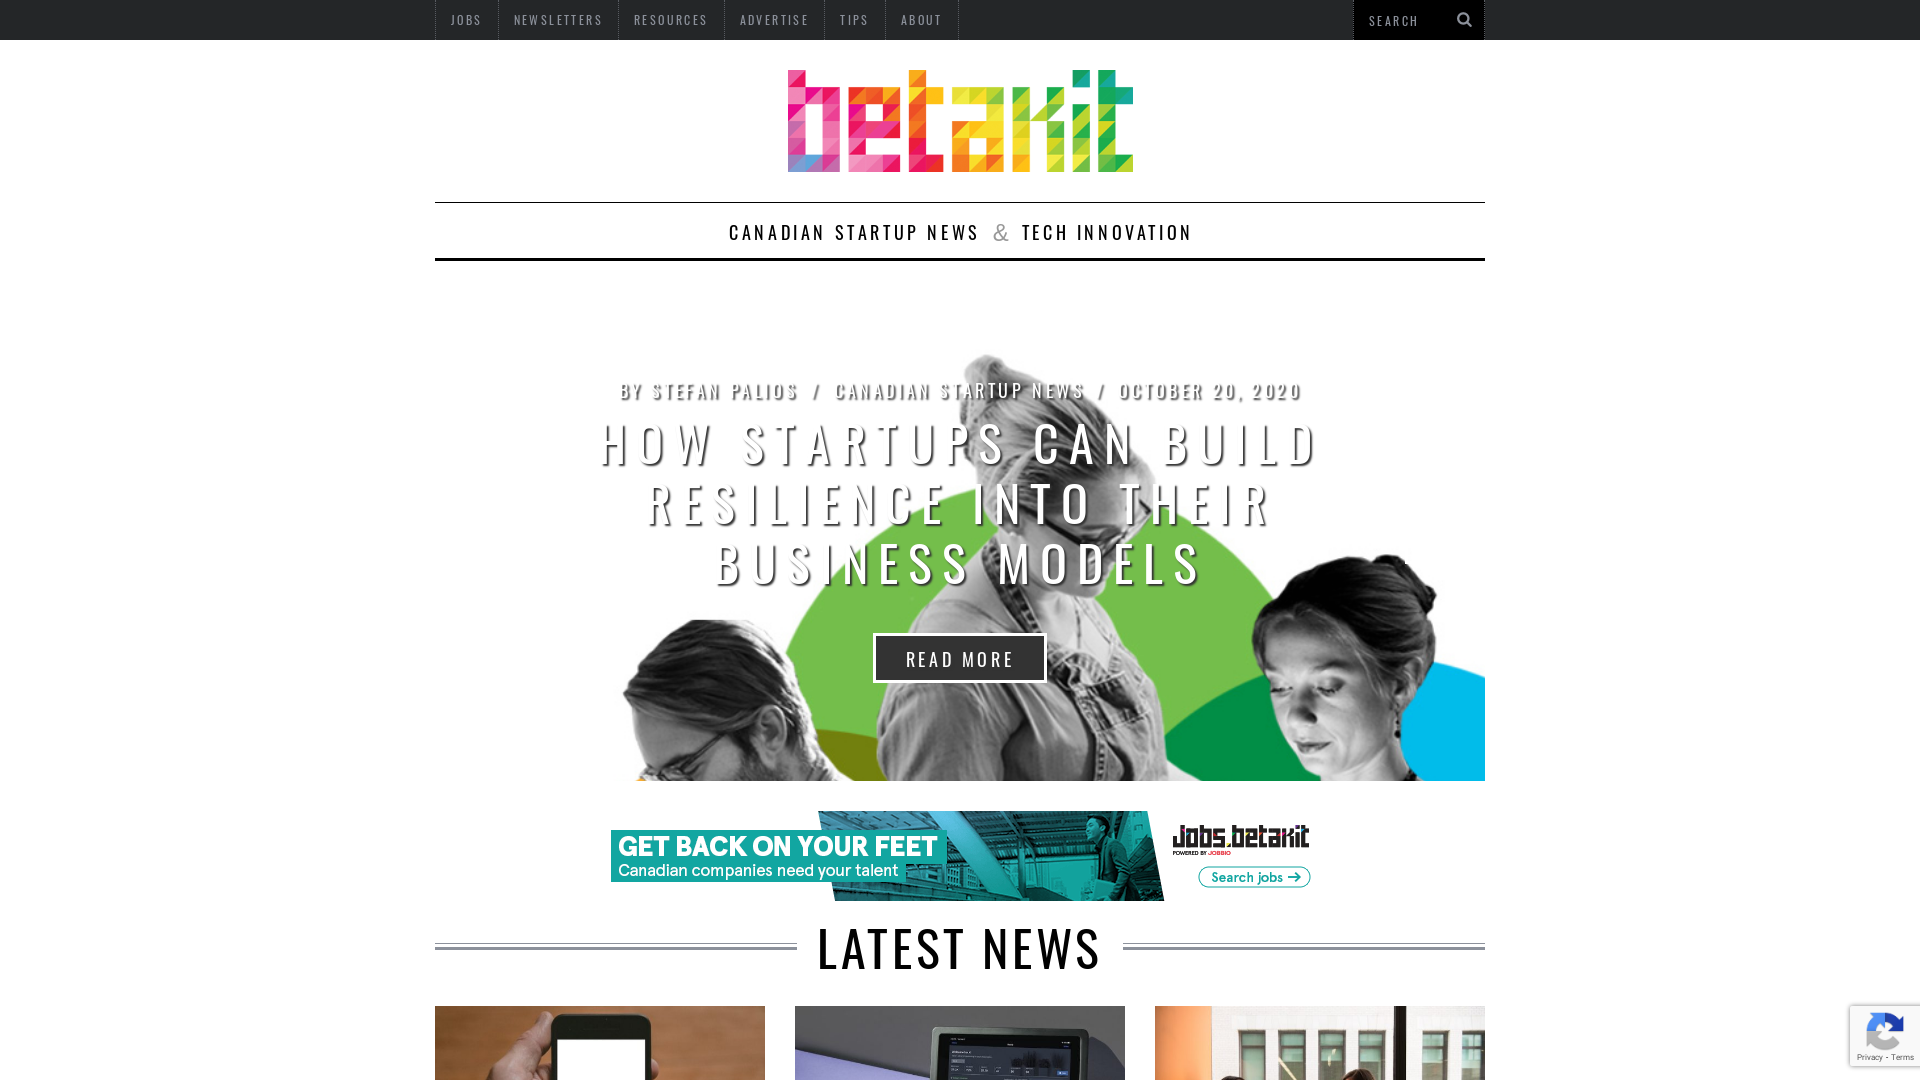 JOBS
NEWSLETTERS
RESOURCES
ADVERTISE
TIPS
ABOUT
SEARCH
betakit
CANADIAN STARTUP NEWS & TECH INNOVATION
BY STEFAN PALIOS / CANADIAN STARTUP NEWS / OCTOBER 20, 2020
HOW STARTUPS CAN BUILD
RESILIENCE INTO THEIR
BUSINESS MODELS
READ MORE
GET BACK ON YOUR FEET
Canadian companies need your talent
Jobs.betakit
POWERED BY JOBBIO
Search jobs →
LATEST NEWS
Privacy - Terms